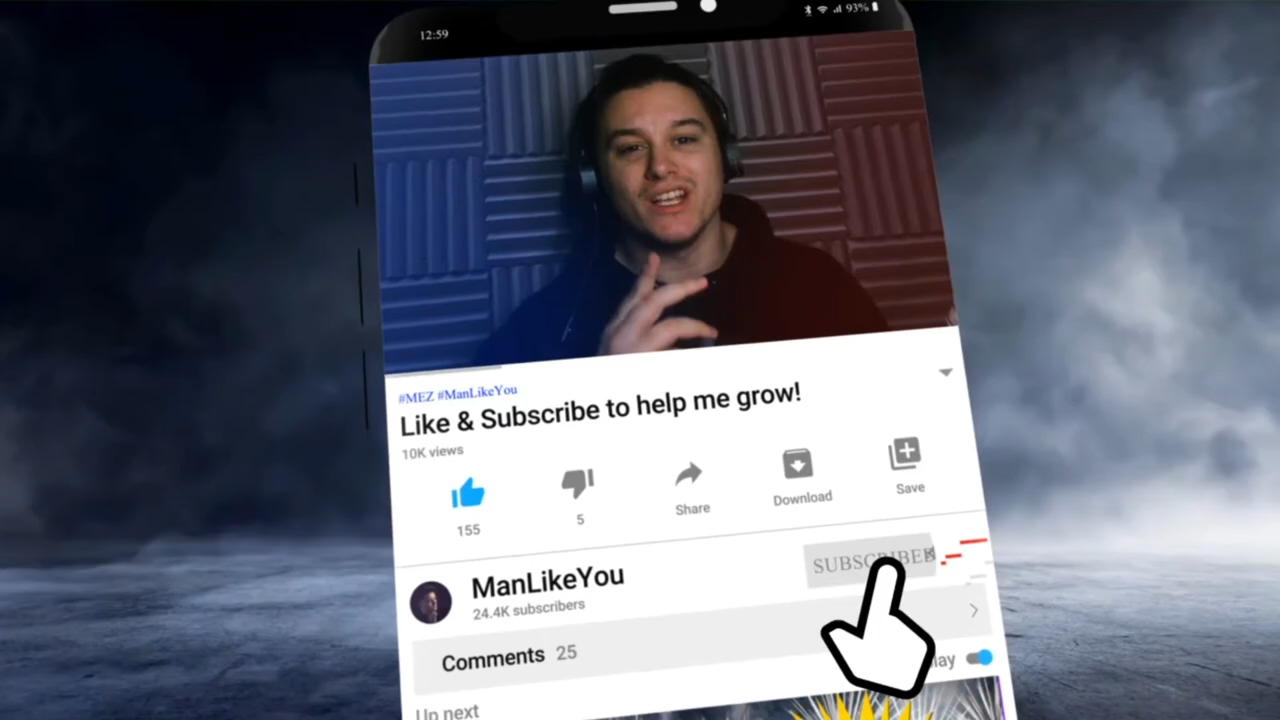 12:59
93%
#MEZ #ManLikeYou
Like & Subscribe to help me grow!
10K views
155
5
Share
Download
Save
ManLikeYou
SUBSCRIBED
24.4K subscribers
Comments 25
Up next